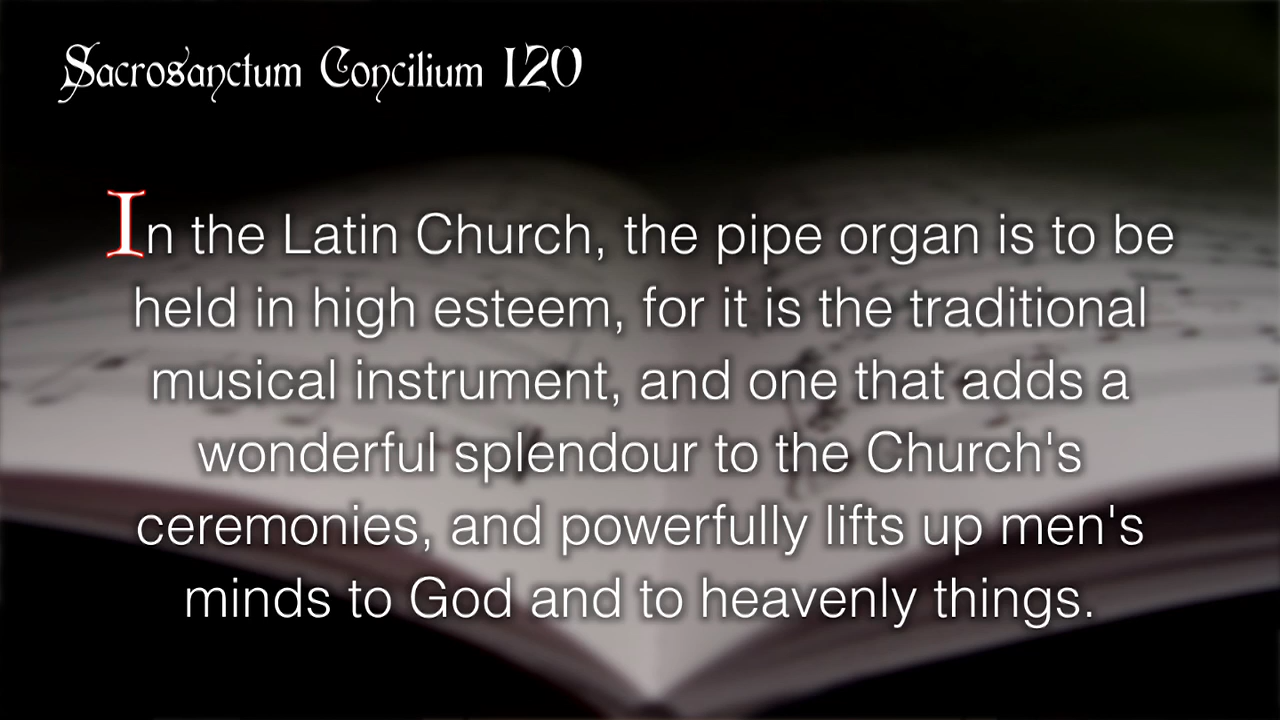 Sacrosanctum Concilium 120
In the Latin Church, the pipe organ is to be
held in high esteem, for it is the traditional
musical instrument, and one that adds a
wonderful splendour to the Church's
ceremonies, and powerfully lifts up men's
minds to God and to heavenly things.